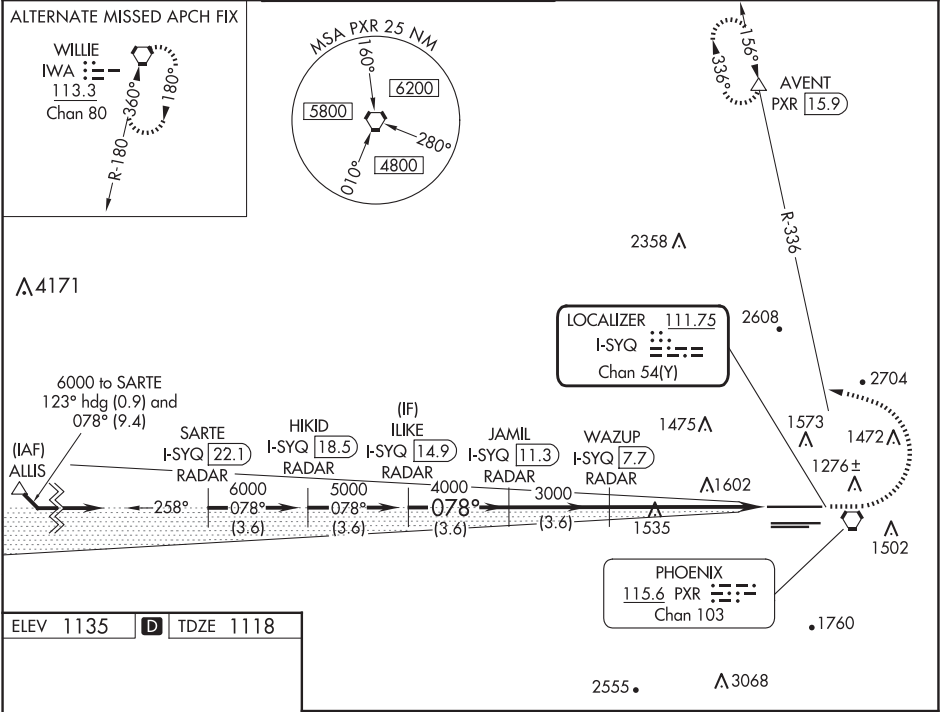 ALTERNATE MISSED APCH FIX
WILLIE
IWA
113.3
Chan 80
360°
180°
R-180
MSA PXR 25 NM
160°
6200
5800
280°
4800
010°
156°
336°
AVENT
PXR 15.9
R-336
2358
4171
LOCALIZER 111.75
I-SYQ
Chan 54(Y)
2608
2704
6000 to SARTE
123° hdg (0.9) and
078° (9.4)
(IAF)
ALLIS
SARTE
I-SYQ 22.1
RADAR
HIKID
I-SYQ 18.5
RADAR
(IF)
ILIKE
I-SYQ 14.9
RADAR
JAMIL
I-SYQ 11.3
RADAR
WAZUP
I-SYQ 7.7
RADAR
1475
1573
1472
1276±
1602
258°
6000
078°
(3.6)
5000
078°
(3.6)
4000
078°
(3.6)
3000
(3.6)
1535
1502
PHOENIX
115.6 PXR
Chan 103
1760
ELEV 1135 D TDZE 1118
2555
3068